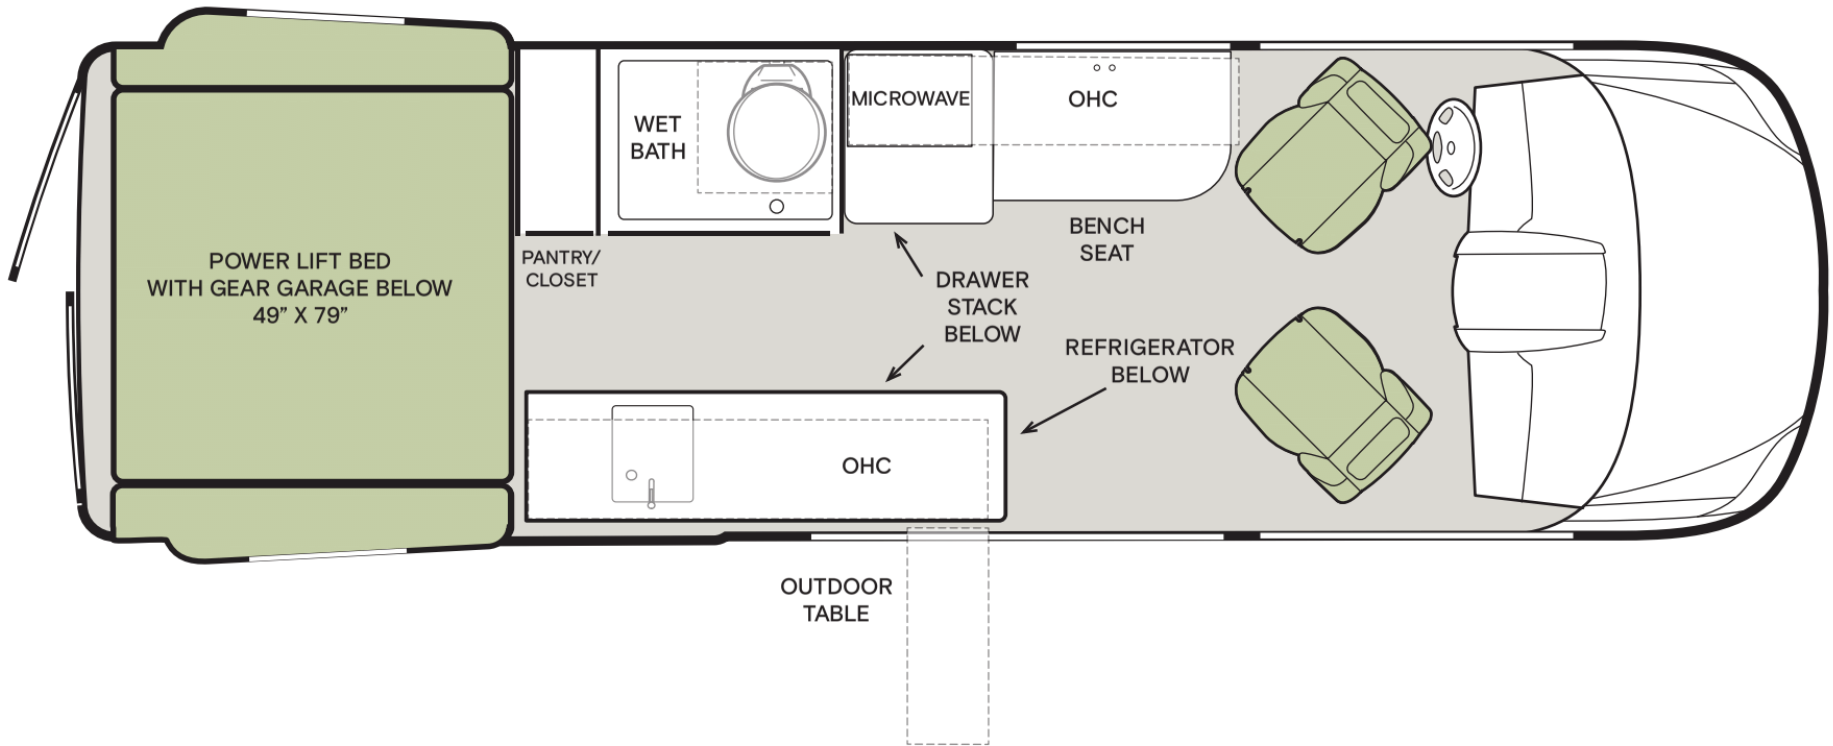 MICROWAVE
OHC
WET
BATH
BENCH
SEAT
PANTRY/
CLOSET
POWER LIFT BED
WITH GEAR GARAGE BELOW
49” X 79”
DRAWER
STACK
BELOW
REFRIGERATOR
BELOW
OHC
OUTDOOR
TABLE